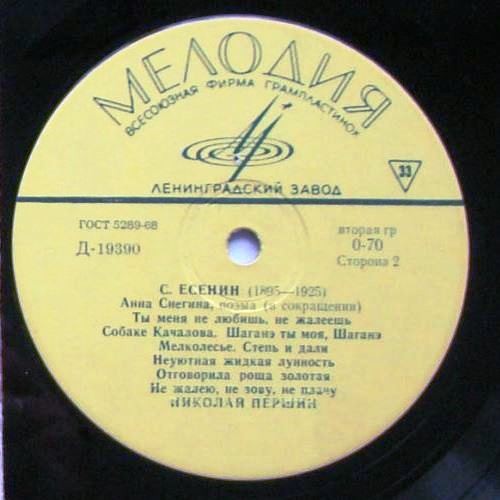 МЕЛОДИЯ
ВСЕСОЮЗНАЯ ФИРМА ГРАМПЛАСТИНОК
33
ЛЕНИНГРАДСКИЙ ЗАВОД
ГОСТ 5289-68
Д-19390
вторая гр
0-70
Сторона 2
С. ЕСЕНИН (1895—1925)
Анна Снегина, поэма (в сокращении)
Ты меня не любишь, не жалеешь
Собаке Качалова. Шаганэ ты моя, Шаганэ
Мелколесье. Степь и дали
Неуютная жидкая лунность
Отговорила роща золотая
Не жалею, не зову, не плачу
НИКОЛАЙ ПЕРШИН